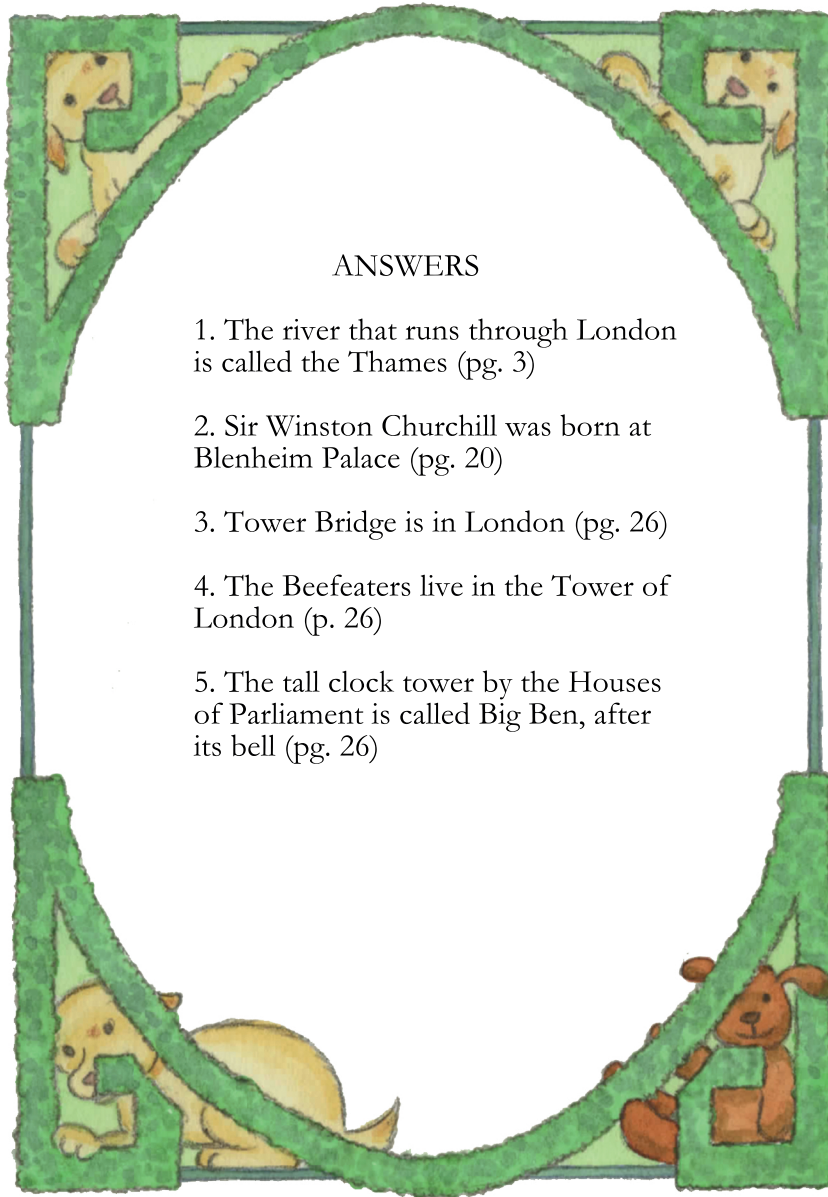 ANSWERS
1. The river that runs through London
is called the Thames (pg. 3)
2. Sir Winston Churchill was born at
Blenheim Palace (pg. 20)
3. Tower Bridge is in London (pg. 26)
4. The Beefeaters live in the Tower of
London (p. 26)
5. The tall clock tower by the Houses
of Parliament is called Big Ben, after
its bell (pg. 26)